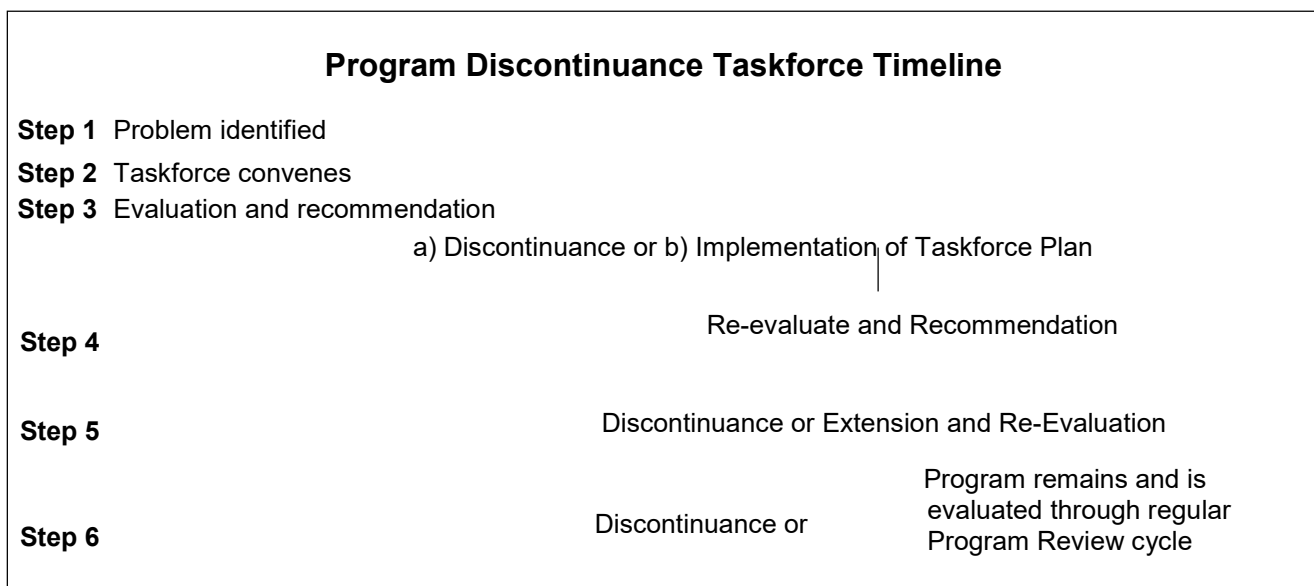 Program Discontinuance Taskforce Timeline
Step 1 Problem identified
Step 2 Taskforce convenes
Step 3 Evaluation and recommendation
a) Discontinuance or b) Implementation of Taskforce Plan
Re-evaluate and Recommendation
Step 4
Discontinuance or Extension and Re-Evaluation
Step 5
Program remains and is
evaluated through regular
Program Review cycle
Discontinuance or
Step 6